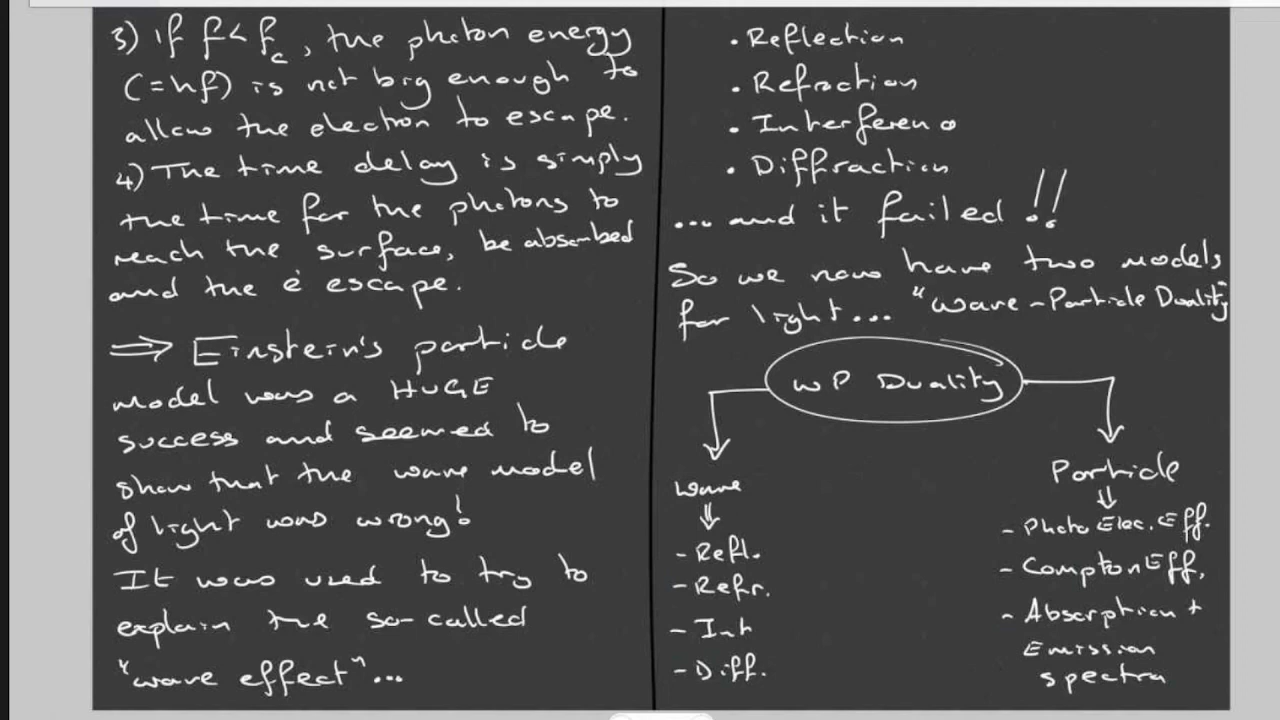 3) If f < fc, the photon energy
(=hf) is not big enough to
allow the electron to escape.
4) The time delay is simply
the time for the photons to
reach the surface, be absorbed
and the e⁻ escape.
⇒ Einstein's particle
model was a HUGE
success and seemed to
show that the wave model
of light was wrong!
It was used to try to
explain the so-called
"wave effect"...
• Reflection
• Refraction
• Interference
• Diffraction
... and it failed!!
So we now have two models
for light... "Wave-Particle Duality"
WP Duality
Wave
⇓
- Refl.
- Refr.
- Int
- Diff.
Particle
⇓
- Photo Elec. Eff.
- Compton Eff.
- Absorption +
Emission
spectra